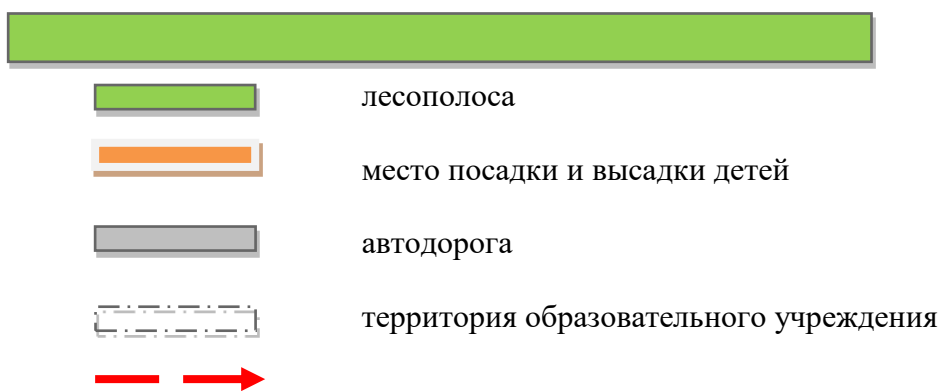 лесополоса
место посадки и высадки детей
автодорога
территория образовательного учреждения